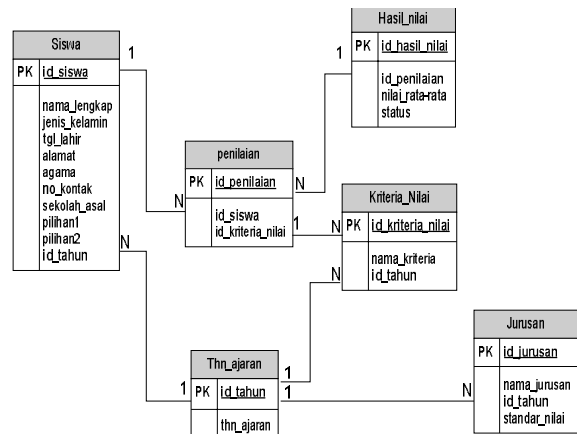 Siswa
PK id_siswa
nama_lengkap
jenis_kelamin
tgl_lahir
alamat
agama
no_kontak
sekolah_asal
pilihan1
pilihan2
id_tahun
1
N
Hasil_nilai
PK id_hasil_nilai
id_penilaian
nilai_rata-rata
status
1
penilaian
PK id_penilaian
id_siswa
id_kriteria_nilai
N
N
1
Kriteria_Nilai
PK id_kriteria_nilai
nama_kriteria
id_tahun
N
N
Thn_ajaran
PK id_tahun
thn_ajaran
1
1
1
Jurusan
PK id_jurusan
nama_jurusan
id_tahun
standar_nilai
N